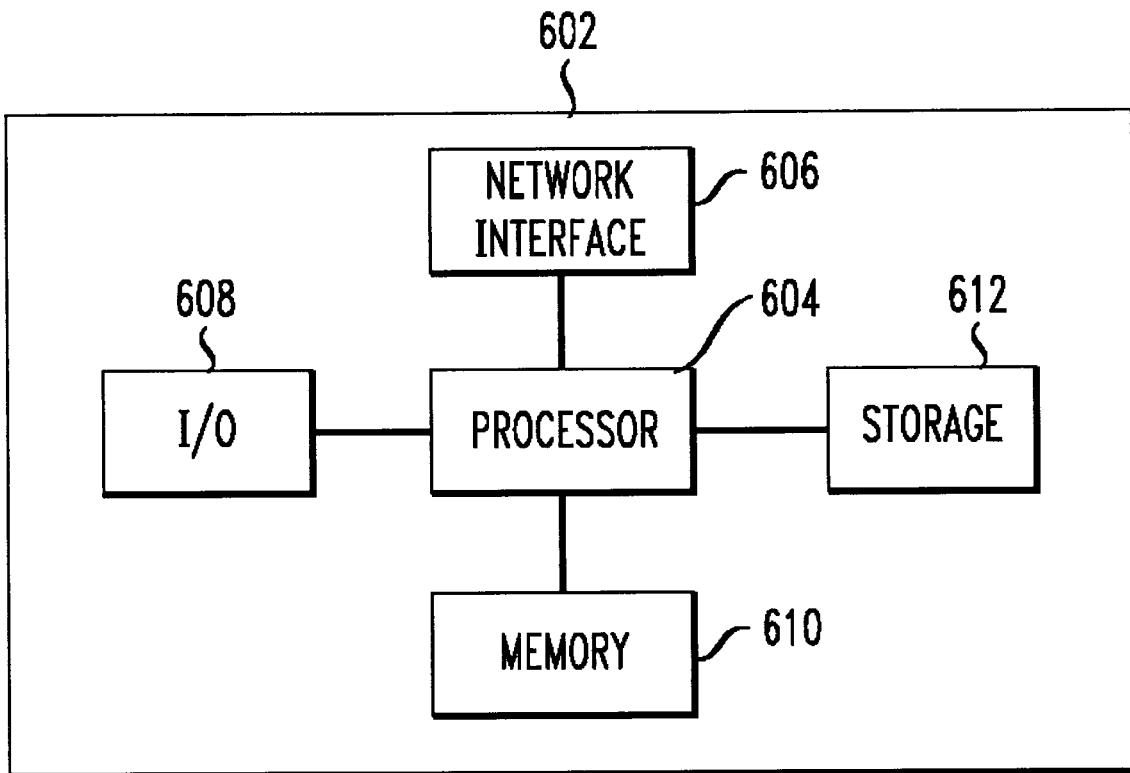 602
NETWORK
INTERFACE
606
608
I/O
604
PROCESSOR
612
STORAGE
MEMORY
610